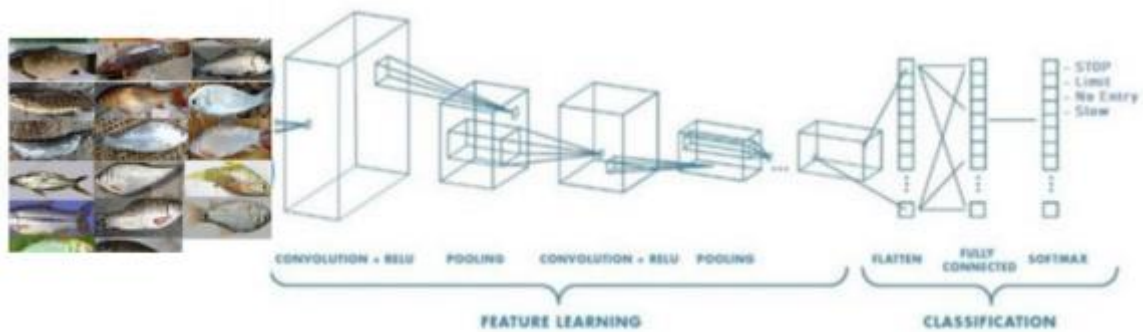 STOP
Limit
No Entry
Slow
...
CONVOLUTION + RELU POOLING CONVOLUTION + RELU POOLING FLATTEN FULLY CONNECTED SOFTMAX
FEATURE LEARNING CLASSIFICATION